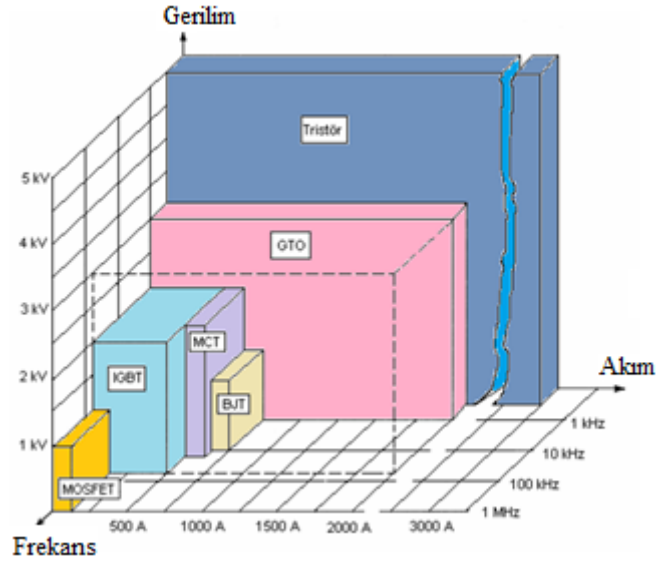 Gerilim
Tristör
5 kV
4 kV
GTO
3 kV
Akım
2 kV
IGBT
MCT
BJT
1 kHz
1 kV
10 kHz
MOSFET
100 kHz
500 A 1000 A 1500 A 2000 A 3000 A
1 MHz
Frekans